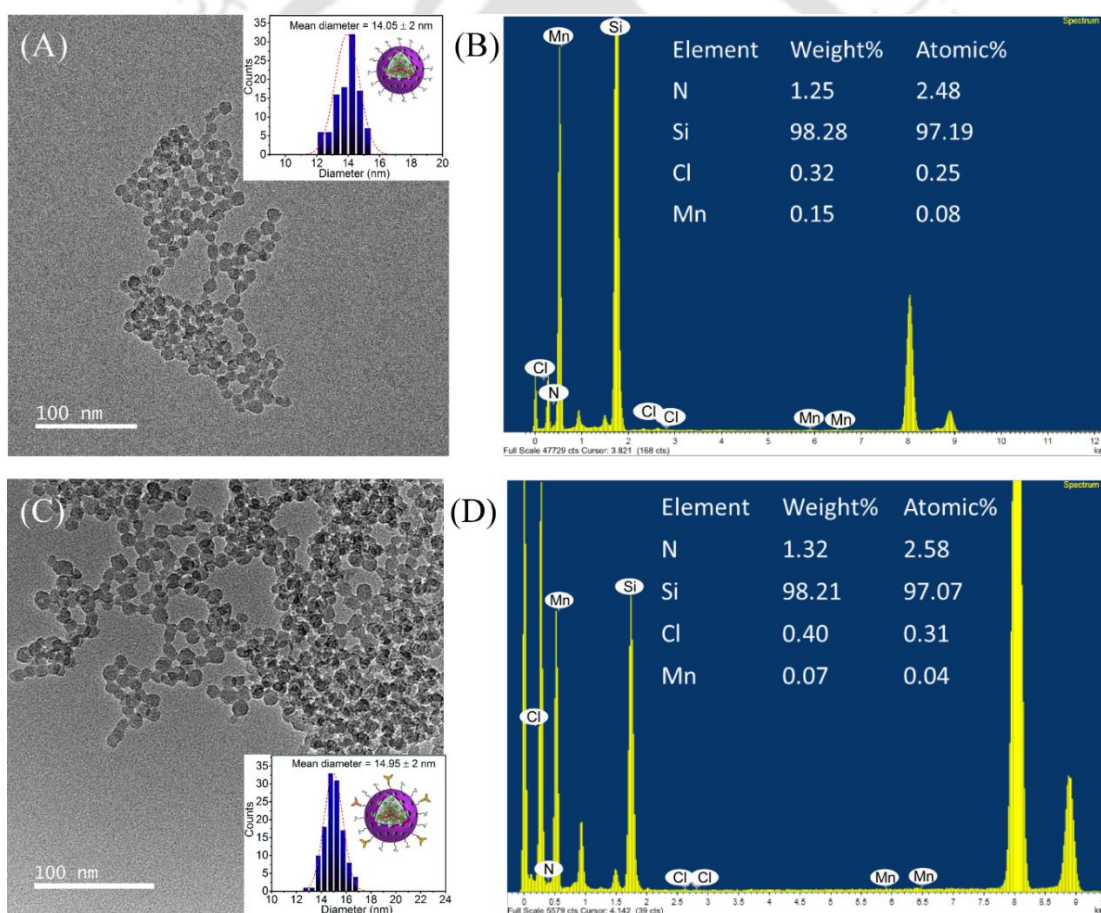 (A)
Mean diameter = 14.05 ± 2 nm
Counts
35
30
25
20
15
10
5
0
10 12 14 16 18 20
Diameter (nm)
100 nm
(B)
Spectrum
Mn Si
Element Weight% Atomic%
N 1.25 2.48
Si 98.28 97.19
Cl 0.32 0.25
Mn 0.15 0.08
Cl N Cl Cl Mn Mn
0 1 2 3 4 5 6 7 8 9 10 11 12
Full Scale 47729 cts Cursor: 3.821 (168 cts) ke
(C)
Mean diameter = 14.95 ± 2 nm
Counts
35
30
25
20
15
10
5
0
10 12 14 16 18 20 22 24
Diameter (nm)
100 nm
(D)
Spectrum
Element Weight% Atomic%
N 1.32 2.58
Si 98.21 97.07
Cl 0.40 0.31
Mn 0.07 0.04
Mn Si
Cl
N Cl Cl Mn Mn
0 0.5 1 1.5 2 2.5 3 3.5 4 4.5 5 5.5 6 6.5 7 7.5 8 8.5 9
Full Scale 5579 cts Cursor: 4.142 (39 cts) ke